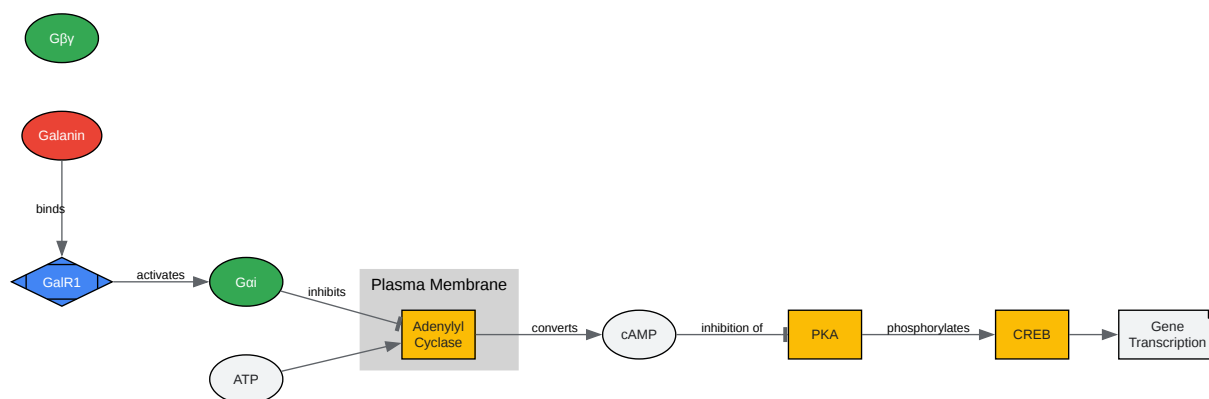 Gβγ
Galanin
binds
GalR1
activates
Gαi
inhibits
Plasma Membrane
Adenylyl
Cyclase
ATP
converts
cAMP
inhibition of
PKA
phosphorylates
CREB
Gene
Transcription